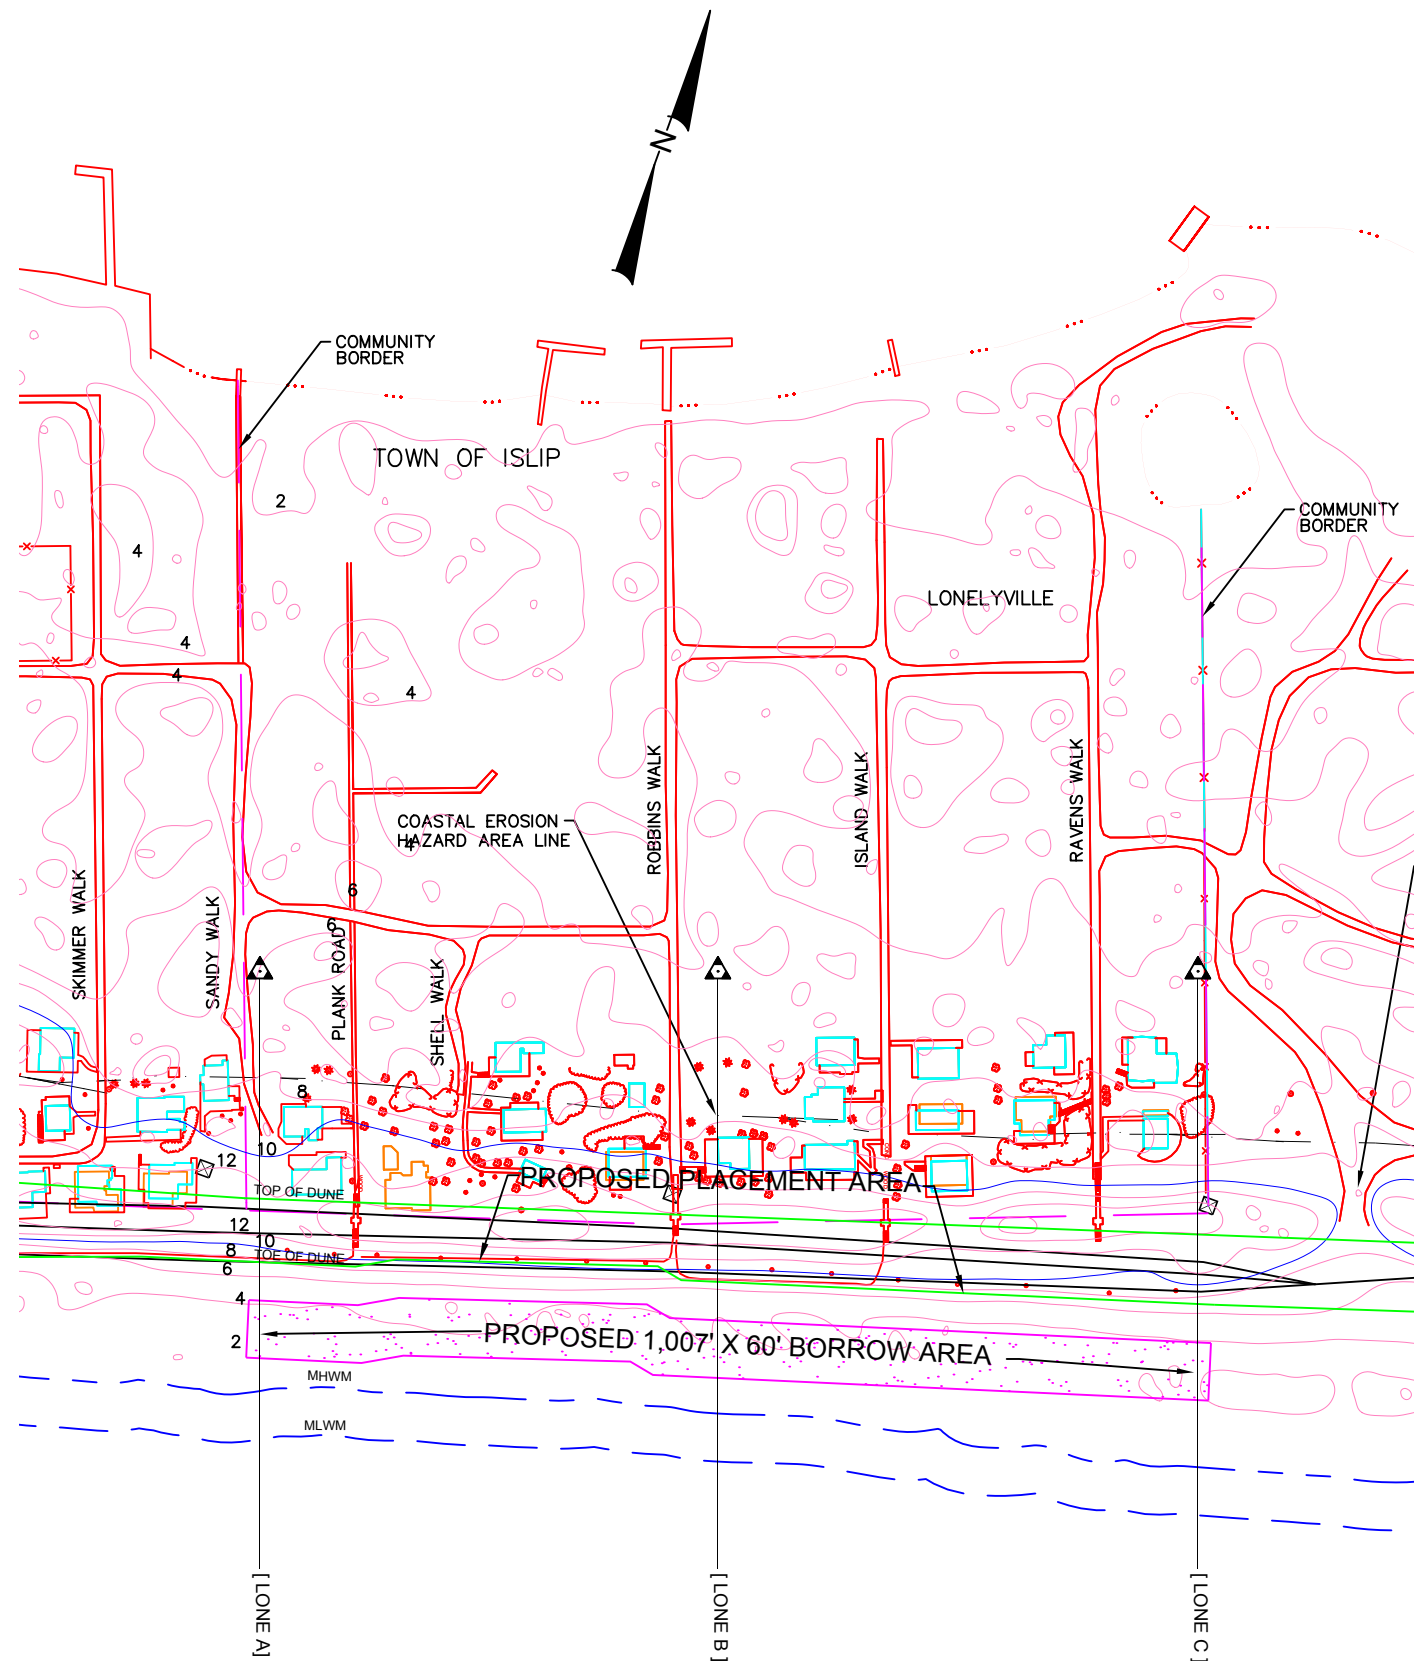 N
COMMUNITY
BORDER
TOWN OF ISLIP
2
COMMUNITY
BORDER
4
LONELYVILLE
4
4
4
ROBBINS WALK
ISLAND WALK
RAVENS WALK
COASTAL EROSION
HAZARD AREA LINE
4
SKIMMER WALK
SANDY WALK
6
6
PLANK ROAD
SHELL WALK
8
10
12
PROPOSED PLACEMENT AREA
TOP OF DUNE
12
10
8
TOE OF DUNE
6
4
2
PROPOSED 1,007' X 60' BORROW AREA
MHWM
MLWM
[LONE A]
[LONE B ]
[LONE C ]